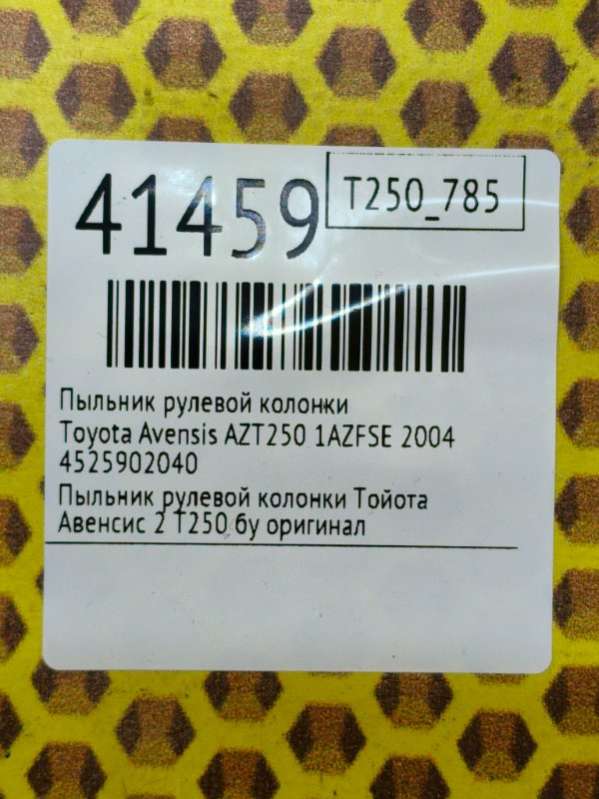 41459
T250_785
Пыльник рулевой колонки
Toyota Avensis AZT250 1AZFSE 2004
4525902040
Пыльник рулевой колонки Тойота
Авенсис 2 Т250 бу оригинал